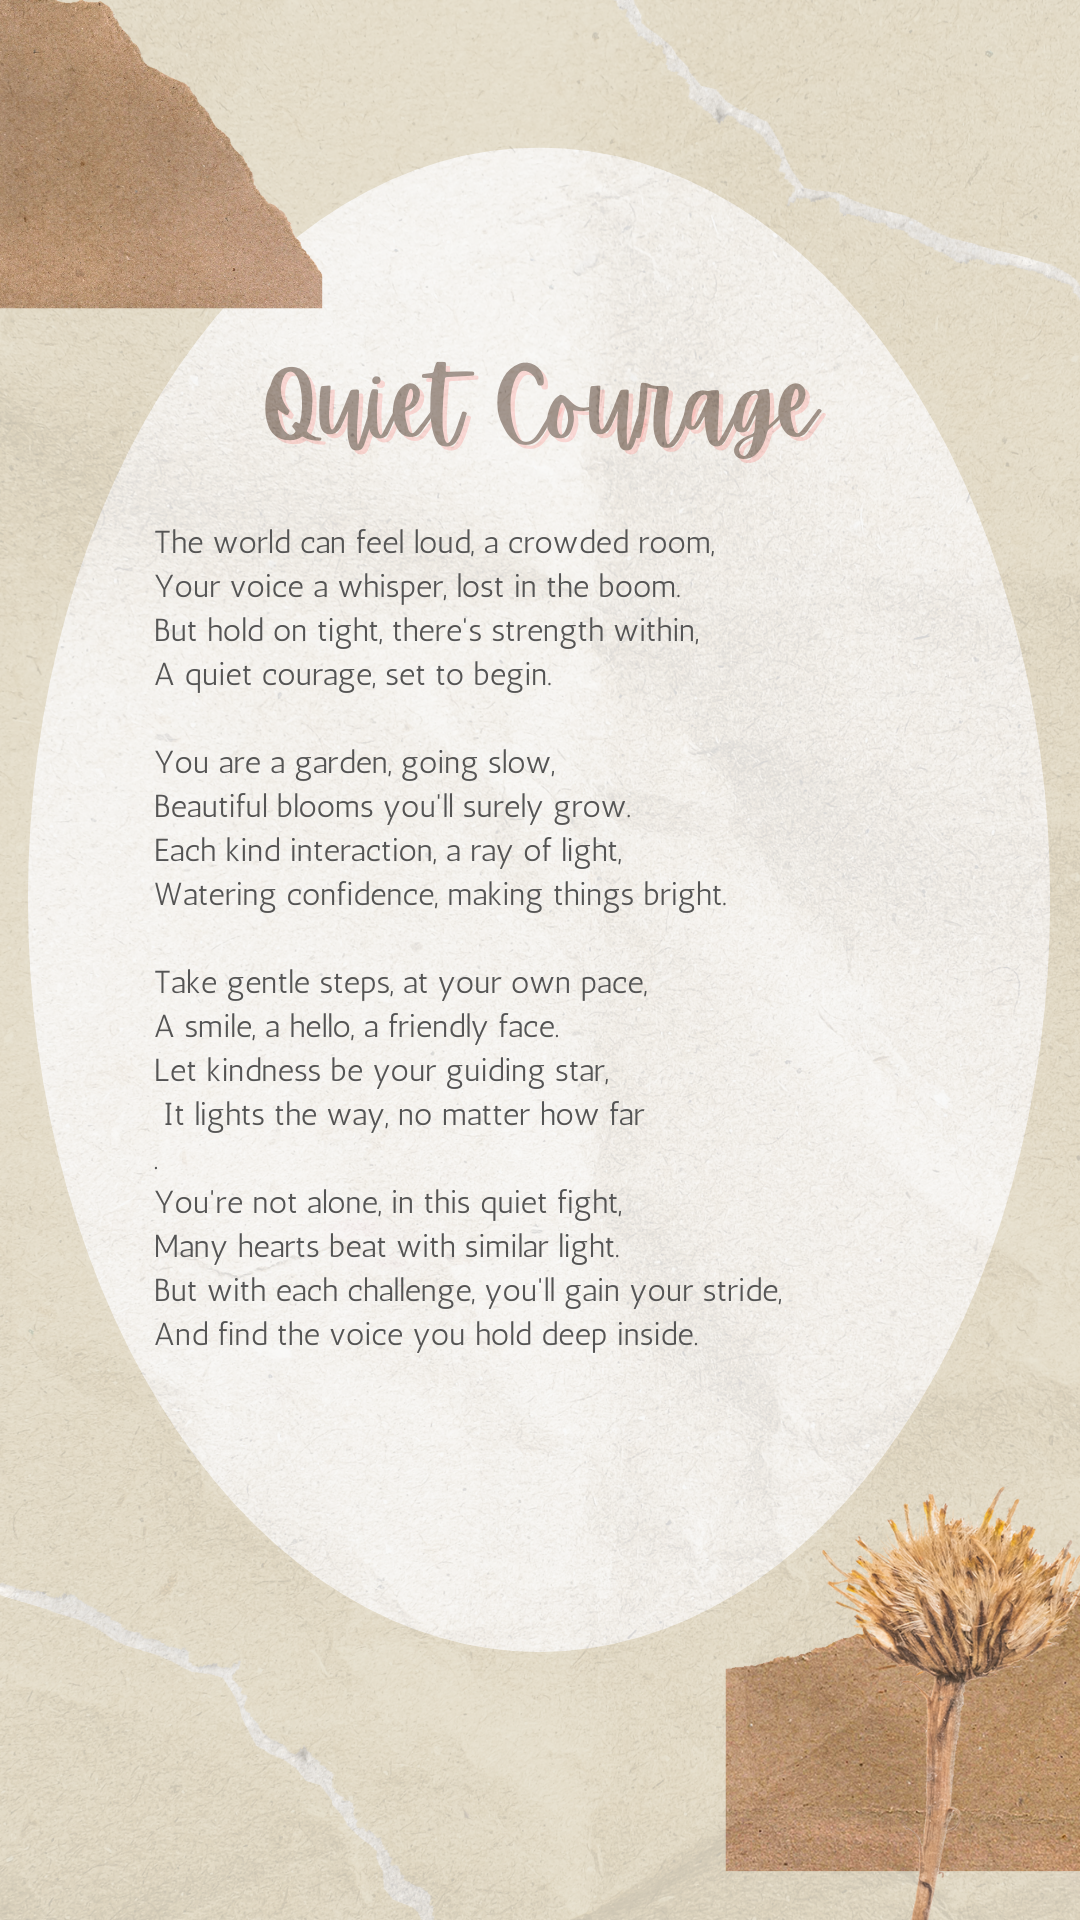 Quiet Courage
The world can feel loud, a crowded room,
Your voice a whisper, lost in the boom.
But hold on tight, there's strength within,
A quiet courage, set to begin.
You are a garden, going slow,
Beautiful blooms you'll surely grow.
Each kind interaction, a ray of light,
Watering confidence, making things bright.
Take gentle steps, at your own pace,
A smile, a hello, a friendly face.
Let kindness be your guiding star,
It lights the way, no matter how far
.
You're not alone, in this quiet fight,
Many hearts beat with similar light.
But with each challenge, you'll gain your stride,
And find the voice you hold deep inside.